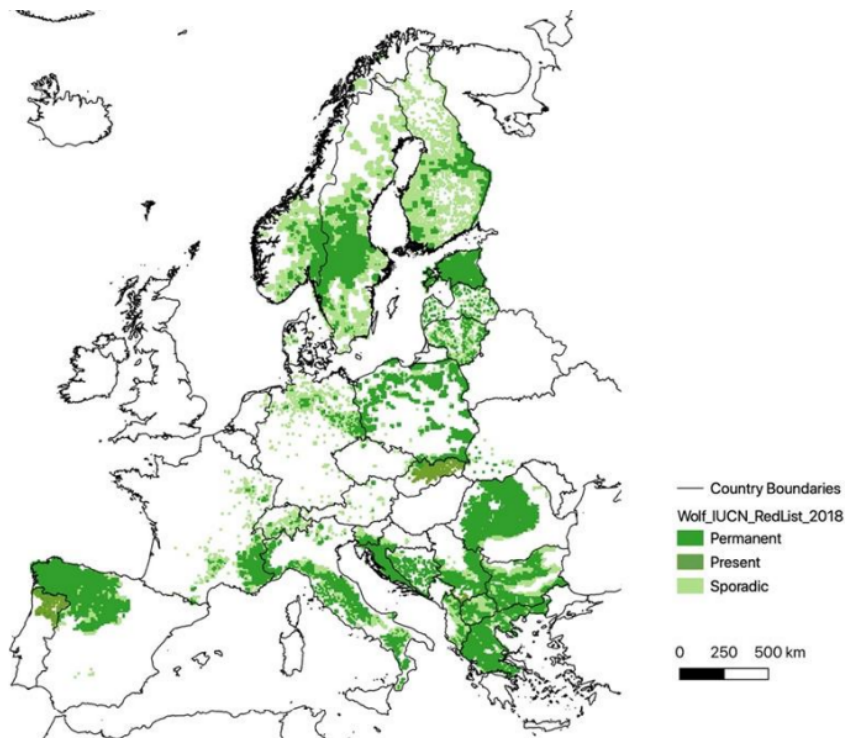 Country Boundaries
Wolf_IUCN_RedList_2018
Permanent
Present
Sporadic
0 250 500 km